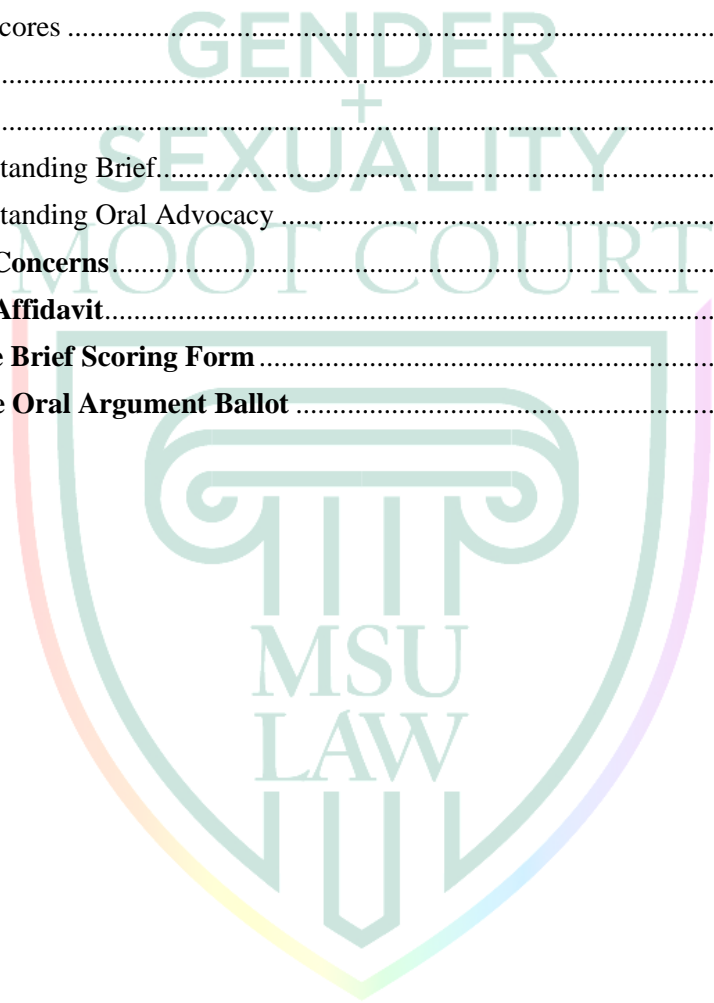 cores ..........................................................................................
..........................................................................................
..........................................................................................
tanding Brief..........................................................................................
tanding Oral Advocacy ..........................................................................................
Concerns..........................................................................................
Affidavit..........................................................................................
e Brief Scoring Form ..........................................................................................
e Oral Argument Ballot ..........................................................................................
GENDER
+
SEXUALITY
MOOT COURT
MSU
LAW